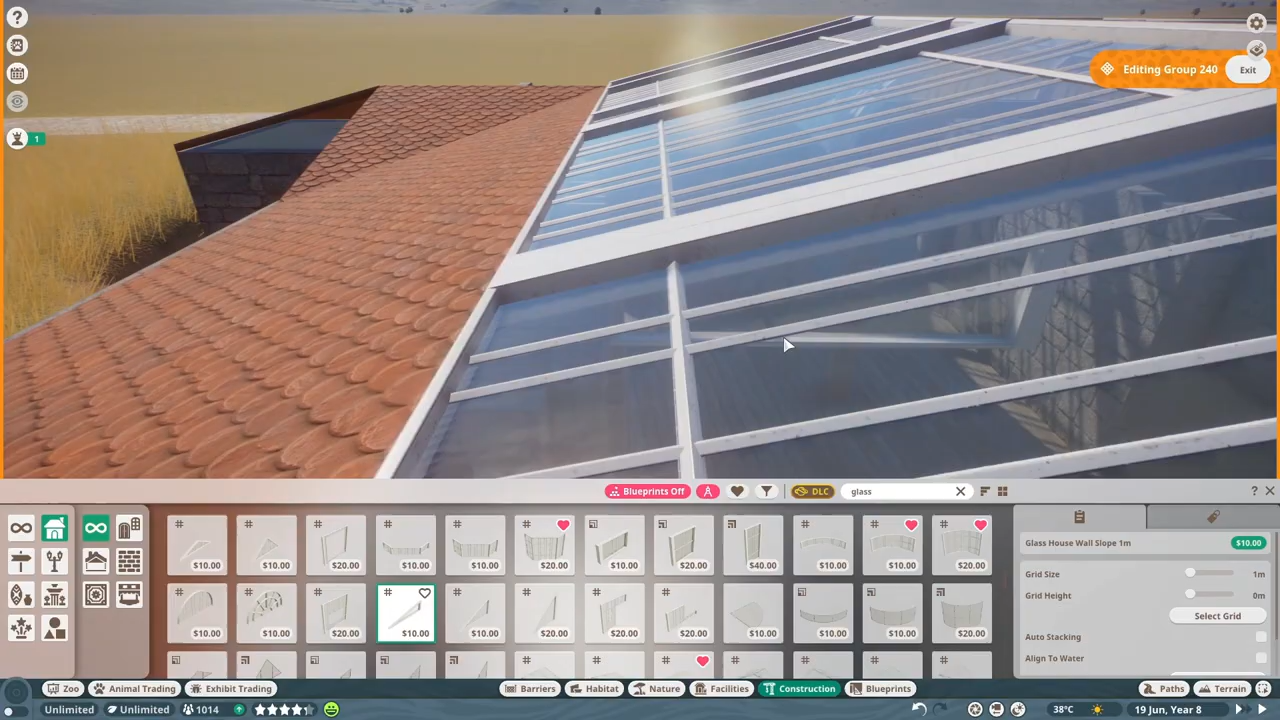 ?
1
Editing Group 240
Exit
Blueprints Off
DLC
glass
?
$10.00 $10.00 $20.00 $10.00 $10.00 $20.00 $10.00 $20.00 $40.00 $10.00 $10.00 $20.00
$10.00 $10.00 $20.00 $10.00 $10.00 $20.00 $20.00 $10.00 $10.00 $10.00 $10.00 $20.00
Glass House Wall Slope 1m $10.00
Grid Size 1m
Grid Height 0m
Select Grid
Auto Stacking
Align To Water
Zoo Animal Trading Exhibit Trading Barriers Habitat Nature Facilities Construction Blueprints Paths Terrain
Unlimited Unlimited 1014 38°C 19 Jun, Year 8